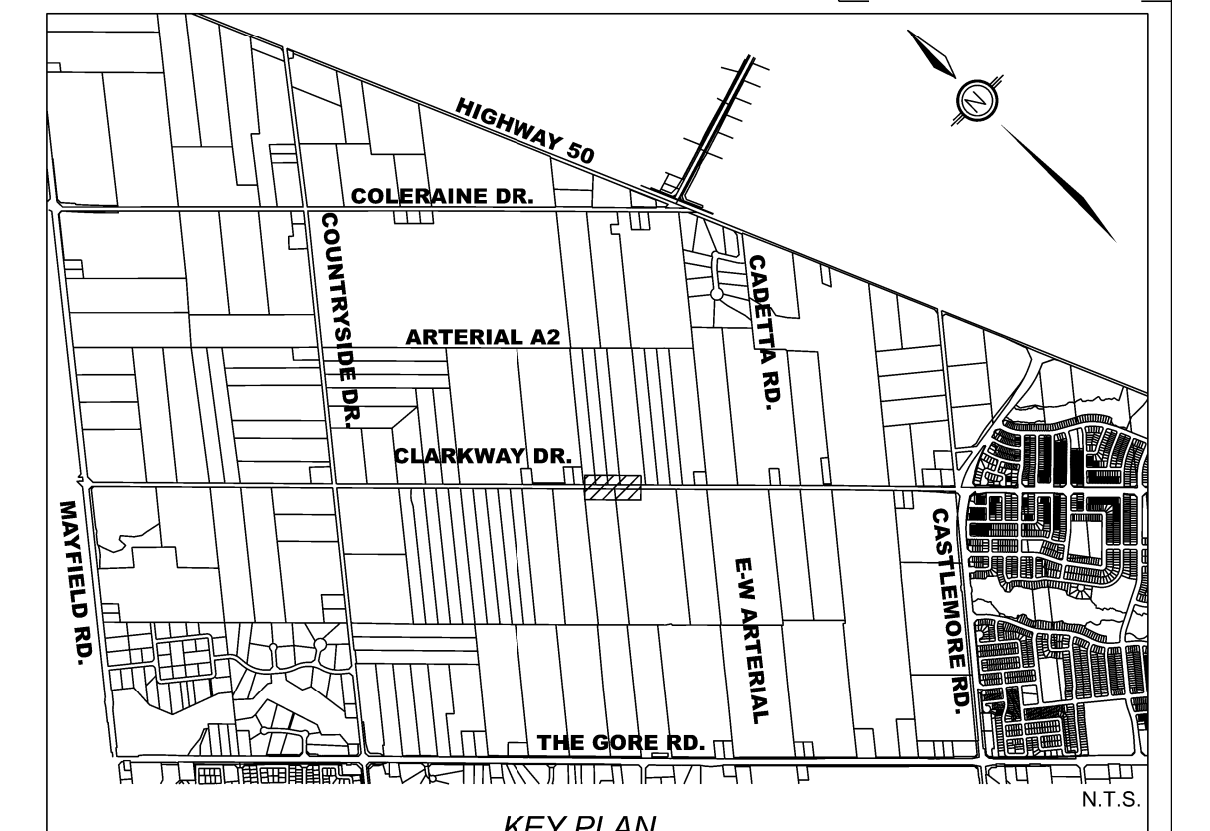 HIGHWAY 50
N
COLERAINE DR.
COUNTRYSIDE DR.
CADETTA RD.
ARTERIAL A2
CLARKWAY DR.
MAYFIELD RD.
CASTLEMORE RD.
E-W ARTERIAL
THE GORE RD.
N.T.S.
KEY PLAN